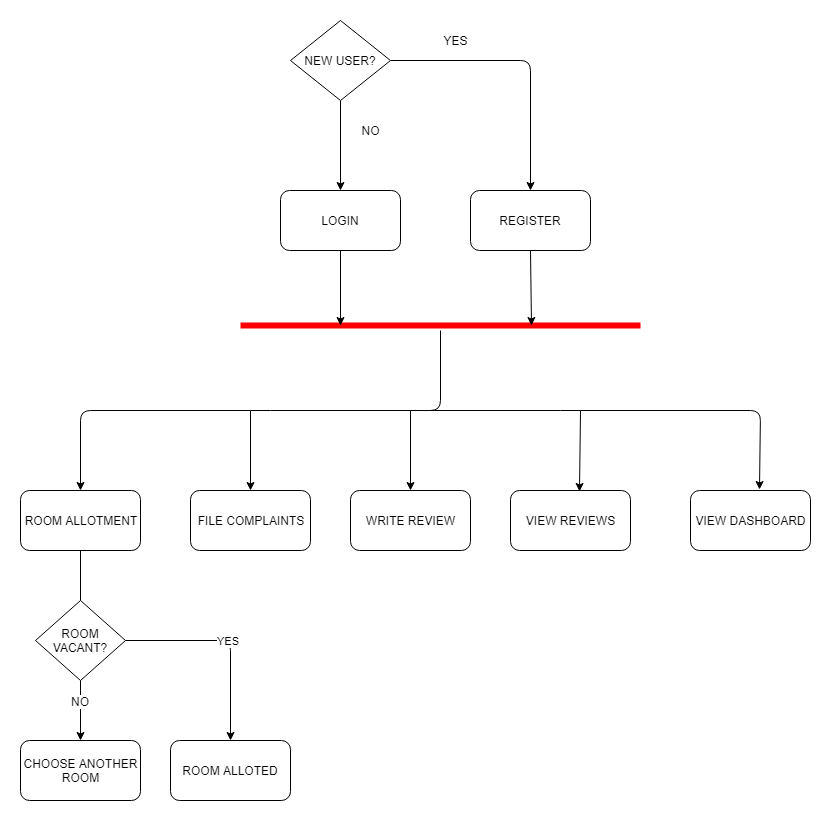 YES
NEW USER?
NO
LOGIN
REGISTER
ROOM ALLOTMENT
FILE COMPLAINTS
WRITE REVIEW
VIEW REVIEWS
VIEW DASHBOARD
ROOM
VACANT?
YES
NO
CHOOSE ANOTHER
ROOM
ROOM ALLOTED